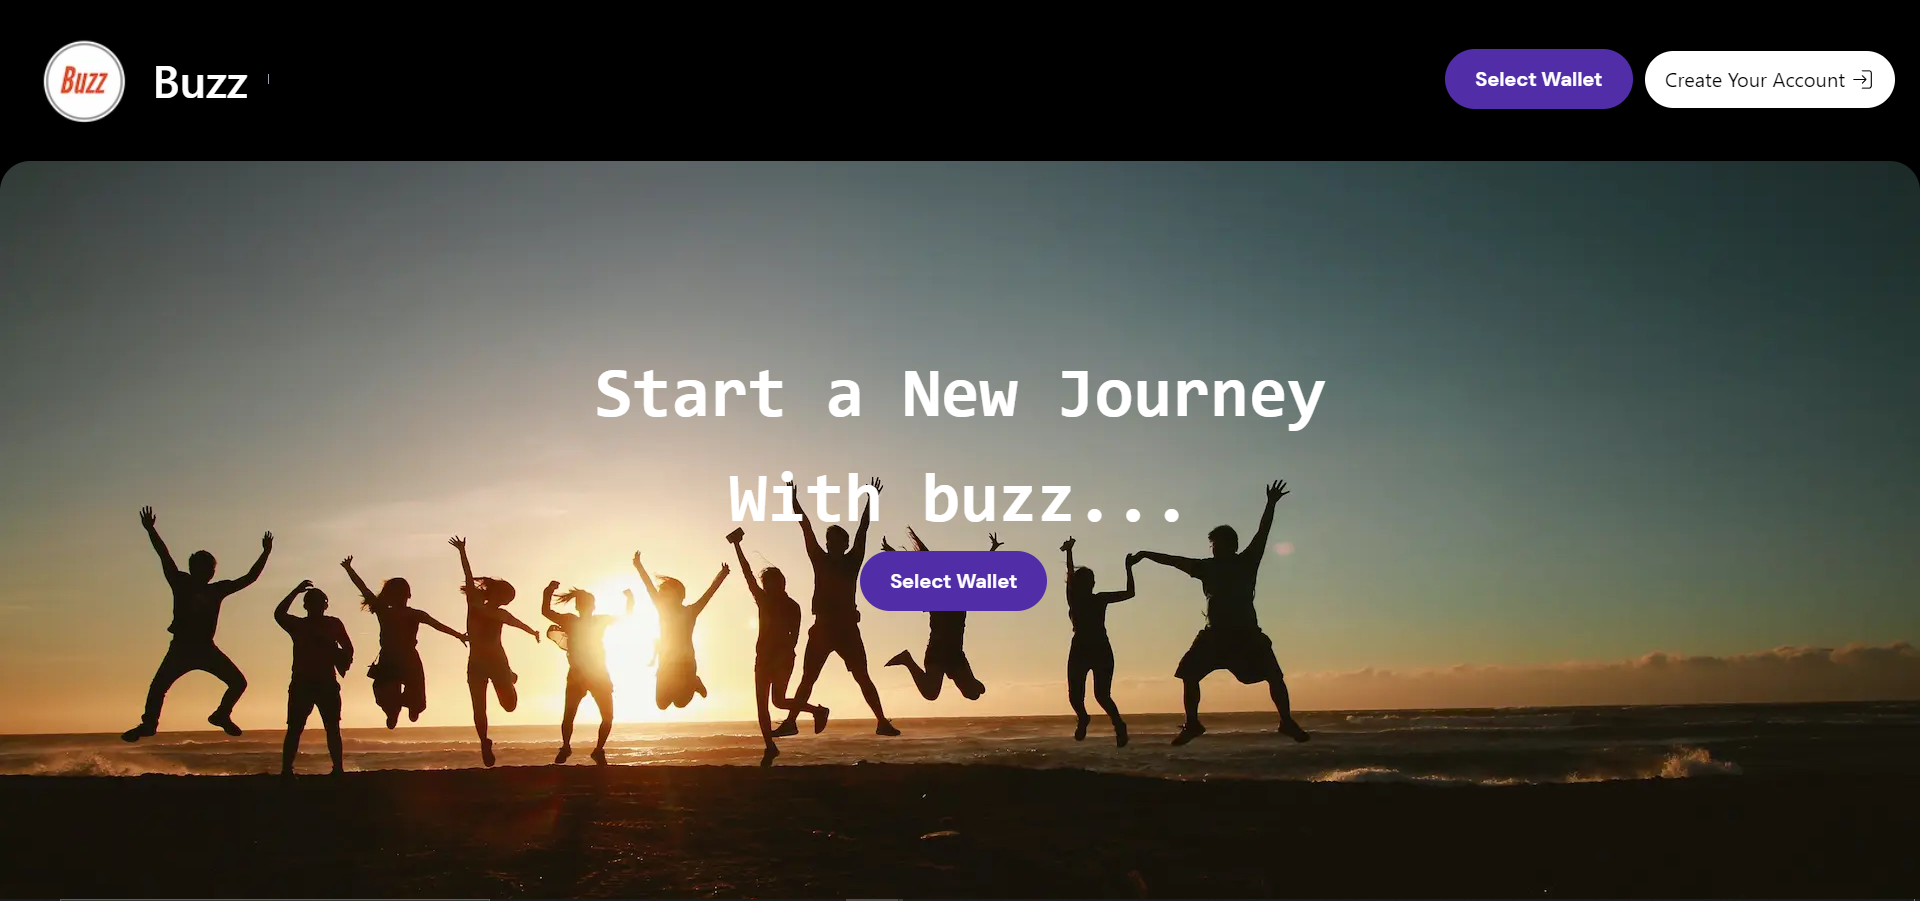 Buzz
Buzz
Select Wallet
Create Your Account
Start a New Journey
With buzz...
Select Wallet